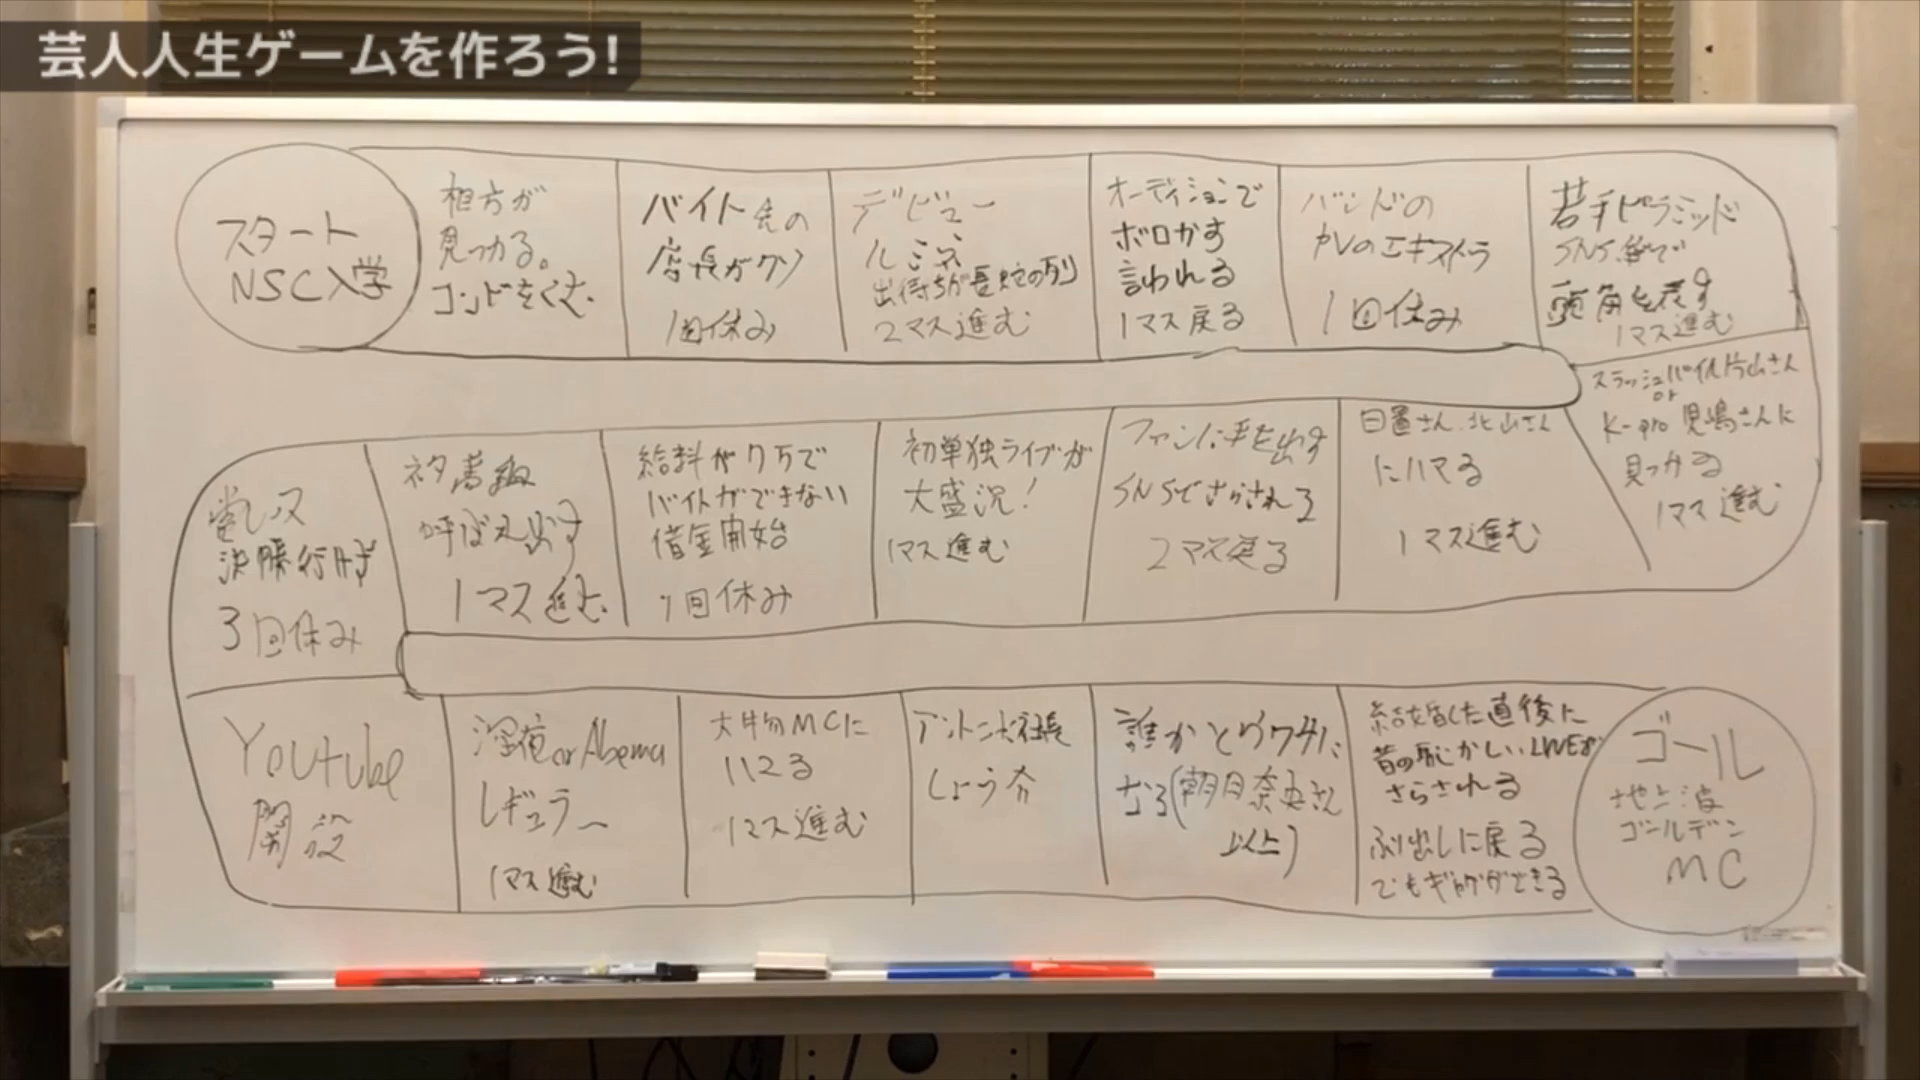 芸人人生ゲームを作ろう!
スタート
NSC入学
相方が
見つかる。
コンドをくむ。
バイト先の
店長がクソ
1回休み
デビュー
ルミネ
出待ちが長蛇の列
2マス進む
オーディションで
ボロカす
言われる
1マス戻る
バンドの
PVのエキストラ
1回休み
若手ピラミッド
SNS等で
頭角を表す
1マス進む
スラッシュパイル片山さん
or
K-pro 児嶋さんに
見つかる
1マス進む
日置さん、北山さん
にハマる
1マス進む
ファンに手を出す
SNSでさらされる
2マス戻る
初単独ライブが
大盛況!
1マス進む
給料が7万で
バイトができない
借金開始
1回休み
ネタ番組
呼ばれ出す
1マス進む
賞レース
決勝行けず
3回休み
Youtube
開設
深夜orAbema
レギュラー
1マス進む
大物MCに
ハマる
1マス進む
しょう介
誰かとウワサに
なる(朝日奈央さん
以上)
結婚した直後に
昔の恥かしいLINEが
さらされる
ふり出しに戻る
でもギャグができる
ゴール
地上波
ゴールデン
MC